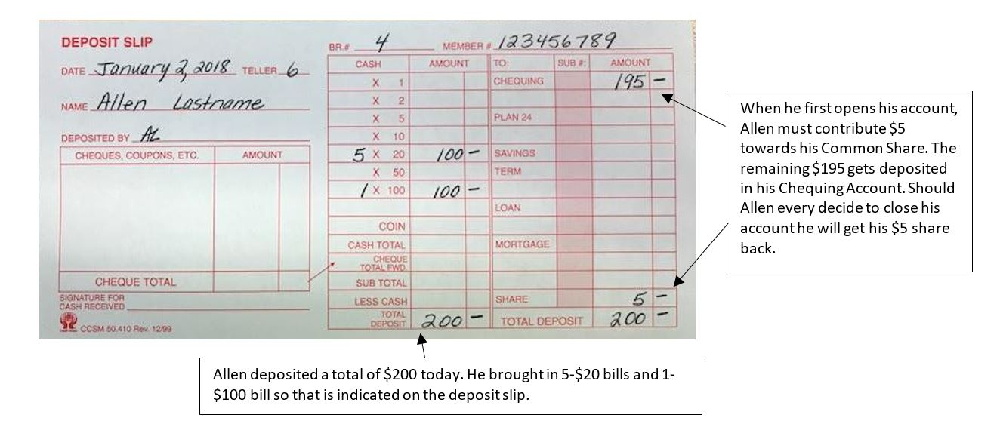 DEPOSIT SLIP
DATE January 2, 2018 TELLER 6
NAME Allen Lastname
DEPOSITED BY AL
CHEQUES, COUPONS, ETC. AMOUNT
CHEQUE TOTAL
SIGNATURE FOR
CASH RECEIVED
CCSM 50.410 Rev. 12/99
BR.# 4 MEMBER # 123456789
CASH AMOUNT TO: SUB #: AMOUNT
X 1 CHEQUING 195 –
X 2
X 5 PLAN 24
X 10
5 X 20 100 – SAVINGS
X 50 TERM
1 X 100 100 –
LOAN
COIN
CASH TOTAL MORTGAGE
CHEQUE
TOTAL FWD.
SUB TOTAL
LESS CASH SHARE 5 –
TOTAL
DEPOSIT 200 – TOTAL DEPOSIT 200 –
When he first opens his account,
Allen must contribute $5
towards his Common Share. The
remaining $195 gets deposited
in his Chequing Account. Should
Allen every decide to close his
account he will get his $5 share
back.
Allen deposited a total of $200 today. He brought in 5-$20 bills and 1-
$100 bill so that is indicated on the deposit slip.